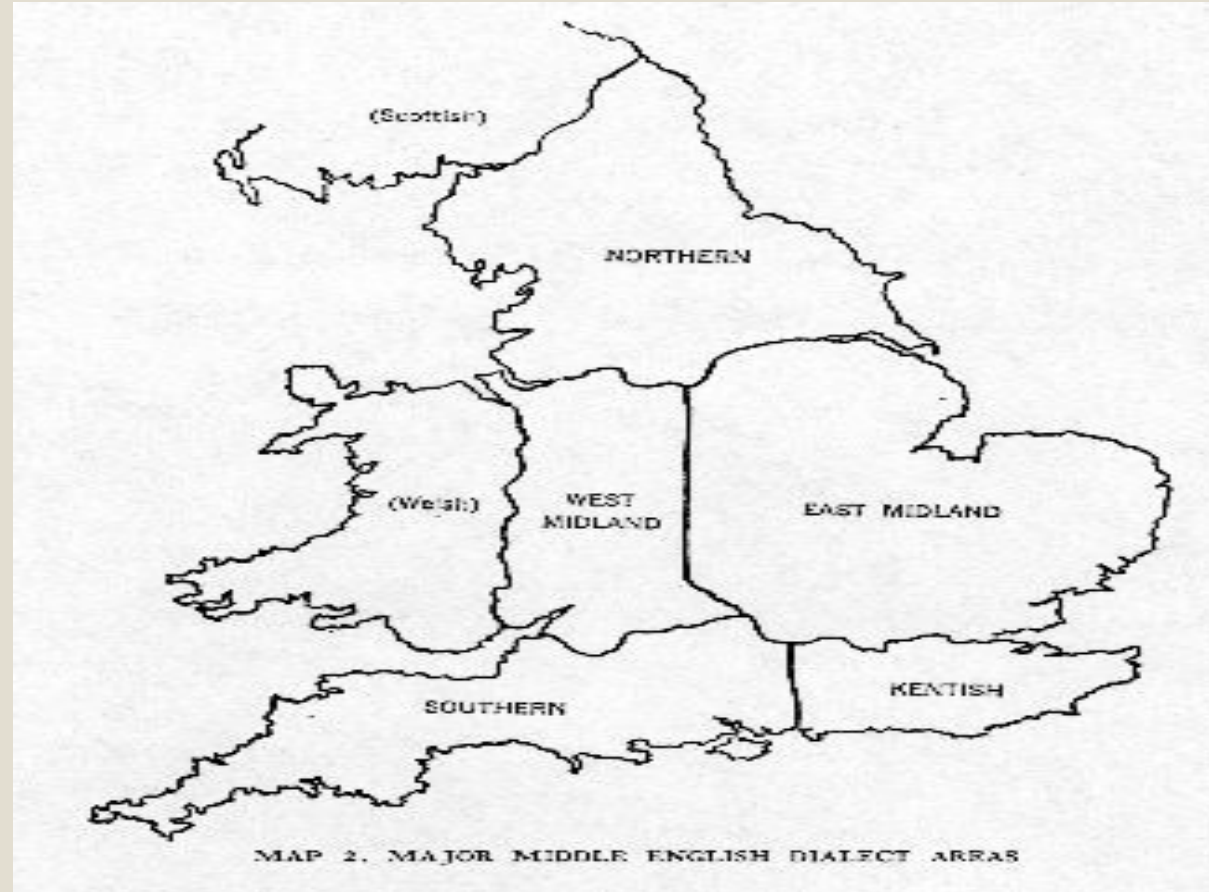 (Scottish)
NORTHERN
(Welsh)
WEST
MIDLAND
EAST MIDLAND
SOUTHERN
KENTISH
MAP 2. MAJOR MIDDLE ENGLISH DIALECT AREAS